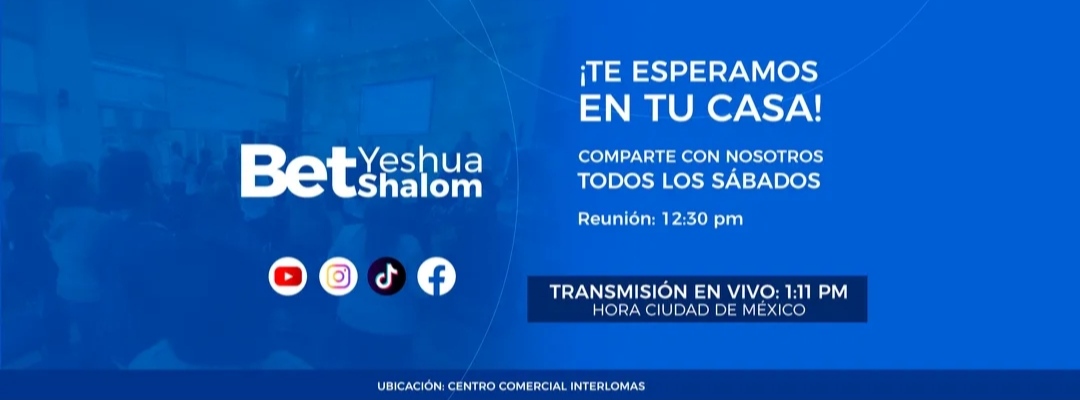 Bet Yeshua
Shalom
¡TE ESPERAMOS
EN TU CASA!
COMPARTE CON NOSOTROS
TODOS LOS SÁBADOS
Reunión: 12:30 pm
TRANSMISIÓN EN VIVO: 1:11 PM
HORA CIUDAD DE MÉXICO
UBICACIÓN: CENTRO COMERCIAL INTERLOMAS